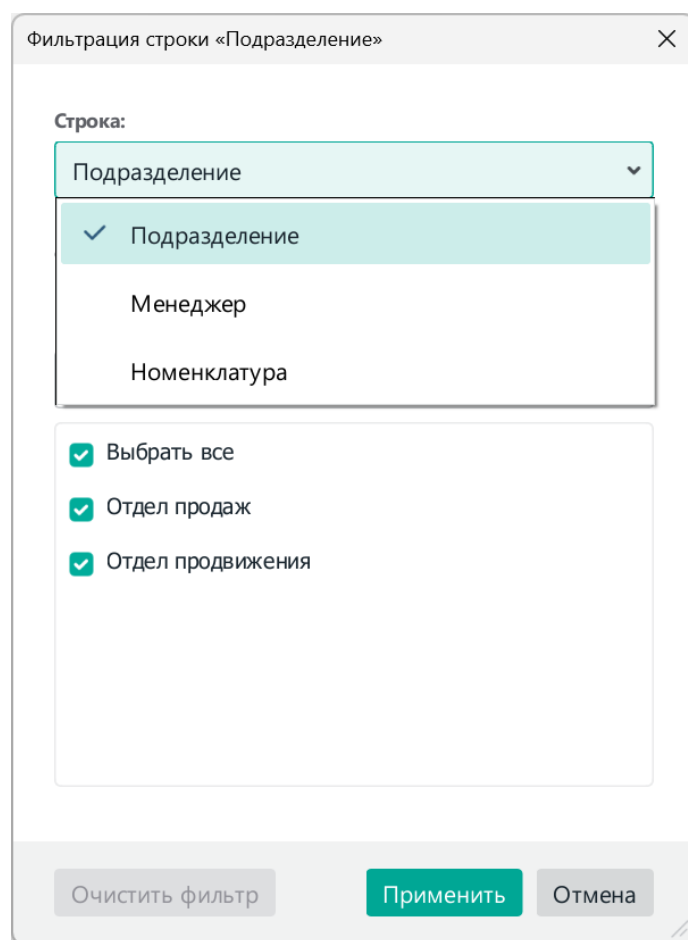 Фильтрация строки «Подразделение»
Строка:
Подразделение
Подразделение
Менеджер
Номенклатура
Выбрать все
Отдел продаж
Отдел продвижения
Очистить фильтр
Применить
Отмена